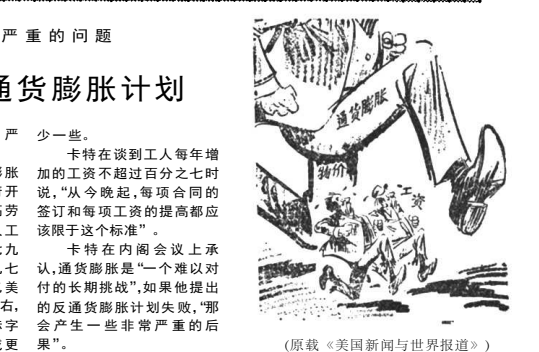 严重的问题
通货膨胀计划
严
胀
开
劳
工
九
七
美
右，
字
更
少一些。
卡特在谈到工人每年增
加的工资不超过百分之七时
说，“从今晚起，每项合同的
签订和每项工资的提高都应
该限于这个标准”。
卡特在内阁会议上承
认，通货膨胀是“一个难以对
付的长期挑战”，如果他提出
的反通货膨胀计划失败，“那
会产生一些非常严重的后
果”。
通货膨胀
物价
工资
(原载《美国新闻与世界报道》)